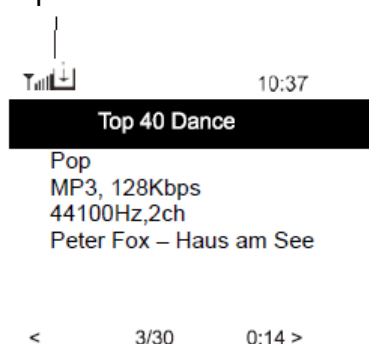 10:37
Top 40 Dance
Pop
MP3, 128Kbps
44100Hz,2ch
Peter Fox – Haus am See
< 3/30 0:14 >